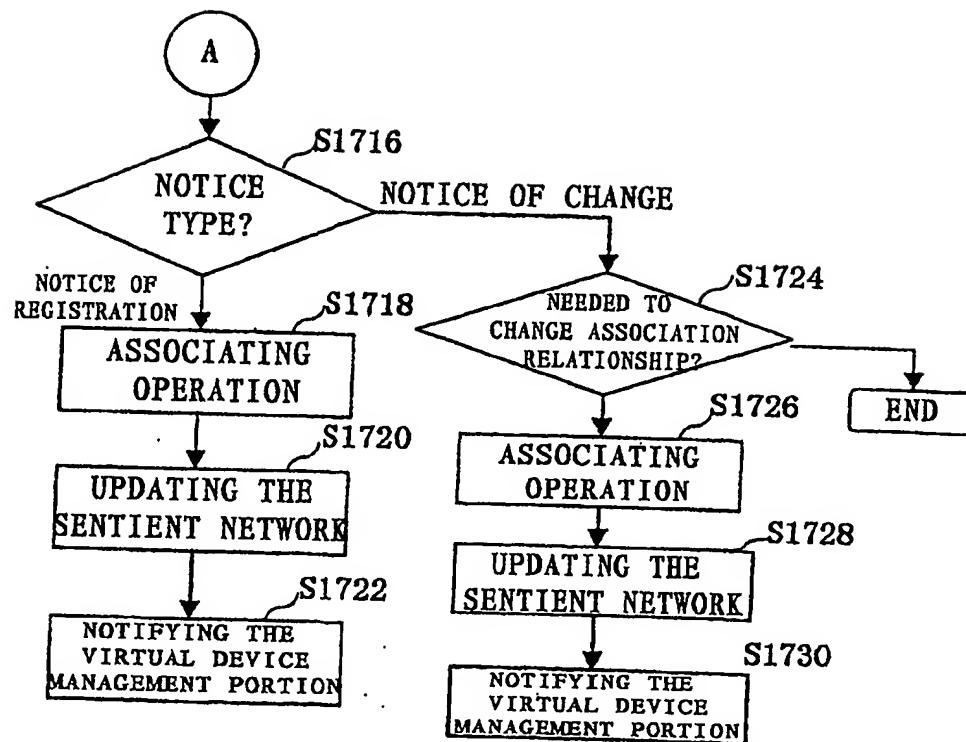 A
S1716
NOTICE
TYPE?
NOTICE OF CHANGE
NOTICE OF
REGISTRATION
S1718
ASSOCIATING
OPERATION
S1720
UPDATING THE
SENTIENT NETWORK
S1722
NOTIFYING THE
VIRTUAL DEVICE
MANAGEMENT PORTION
S1724
NEEDED TO
CHANGE ASSOCIATION
RELATIONSHIP?
END
S1726
ASSOCIATING
OPERATION
S1728
UPDATING THE
SENTIENT NETWORK
S1730
NOTIFYING THE
VIRTUAL DEVICE
MANAGEMENT PORTION